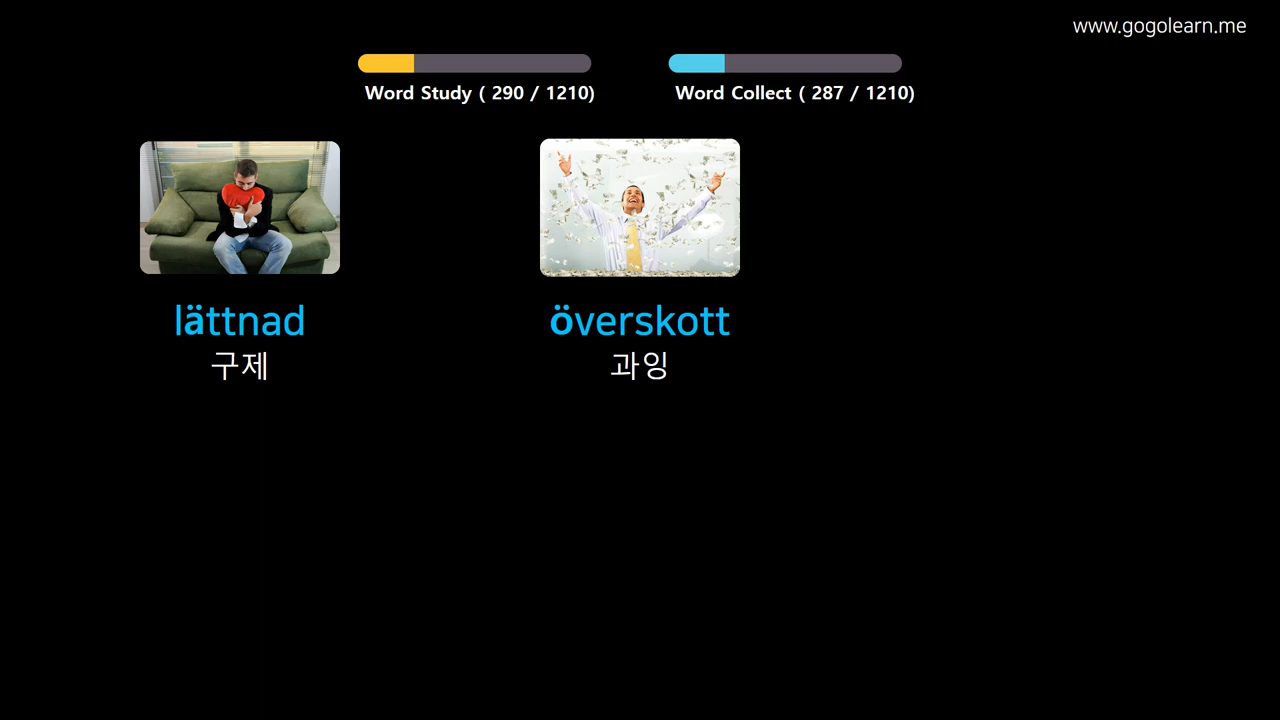 www.gogolearn.me
Word Study ( 290 / 1210)
Word Collect ( 287 / 1210)
lättnad
구제
överskott
과잉